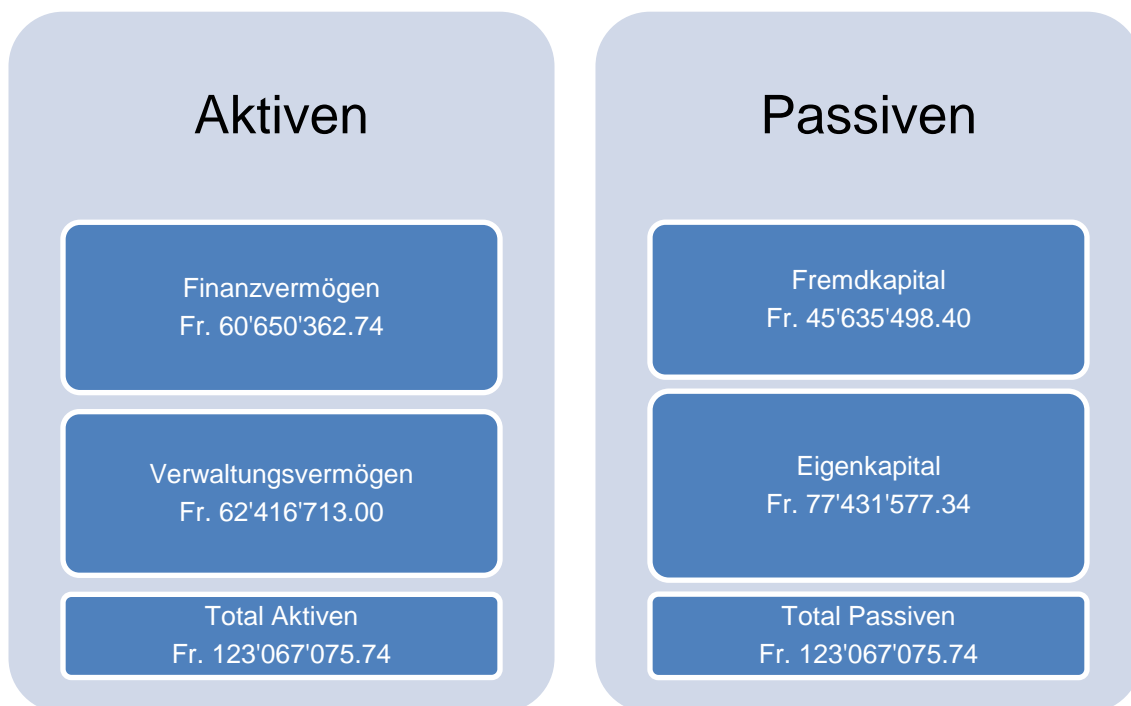 Aktiven
Finanzvermögen
Fr. 60'650'362.74
Verwaltungsvermögen
Fr. 62'416'713.00
Total Aktiven
Fr. 123'067'075.74
Passiven
Fremdkapital
Fr. 45'635'498.40
Eigenkapital
Fr. 77'431'577.34
Total Passiven
Fr. 123'067'075.74